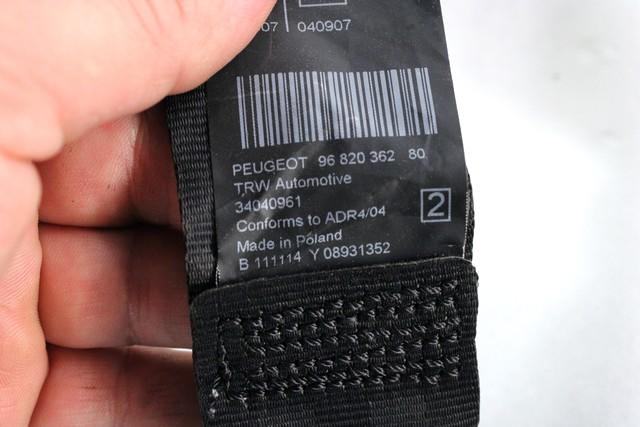 07 | 040907
PEUGEOT 96 820 362 80
TRW Automotive
34040961
Conforms to ADR4/04
2
Made in Poland
B 111114 Y 08931352